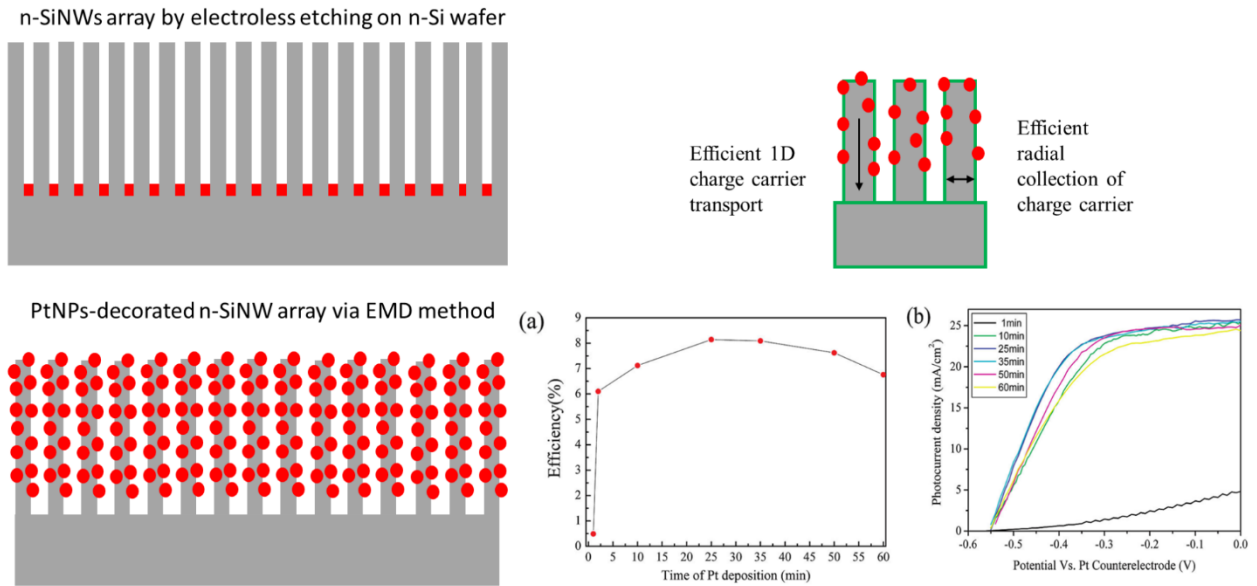 n-SiNWs array by electroless etching on n-Si wafer
Efficient 1D
charge carrier
transport
Efficient
radial
collection of
charge carrier
PtNPs-decorated n-SiNW array via EMD method
(a)
9
8
7
6
5
4
3
2
1
0
Efficiency(%)
0 5 10 15 20 25 30 35 40 45 50 55 60
Time of Pt deposition (min)
(b)
25
20
15
10
5
0
Photocurrent density (mA/cm²)
1min
10min
25min
35min
50min
60min
-0.6 -0.5 -0.4 -0.3 -0.2 -0.1 0.0
Potential Vs. Pt Counterelectrode (V)